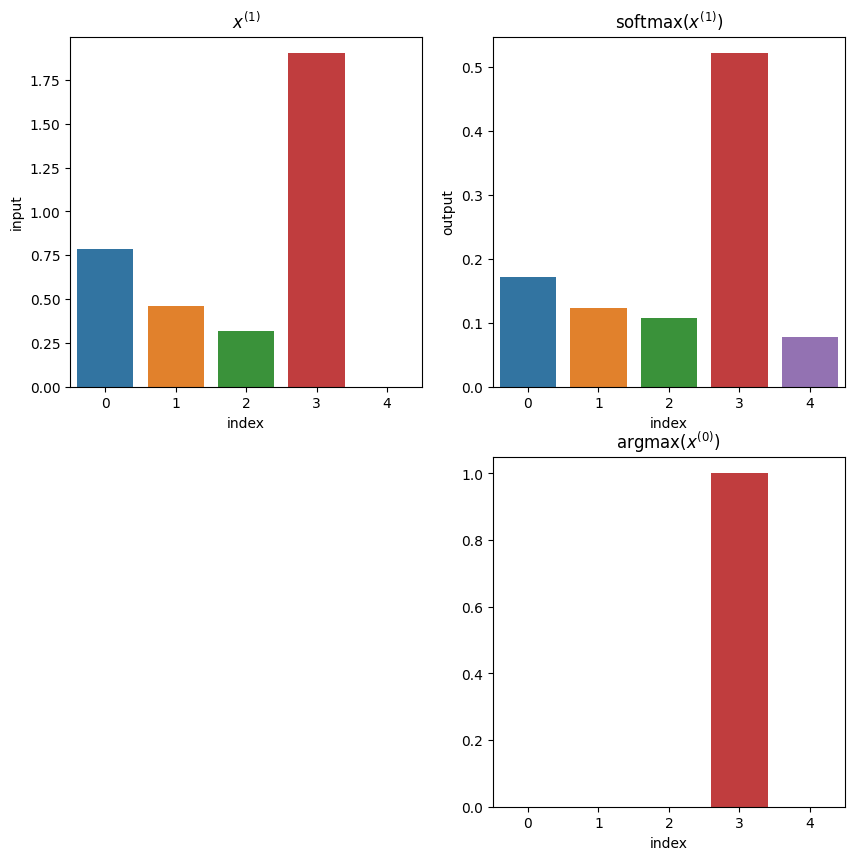 x^{(1)}
input
1.75
1.50
1.25
1.00
0.75
0.50
0.25
0.00
0 1 2 3 4
index
softmax(x^{(1)})
output
0.5
0.4
0.3
0.2
0.1
0.0
0 1 2 3 4
index
argmax(x^{(0)})
1.0
0.8
0.6
0.4
0.2
0.0
0 1 2 3 4
index